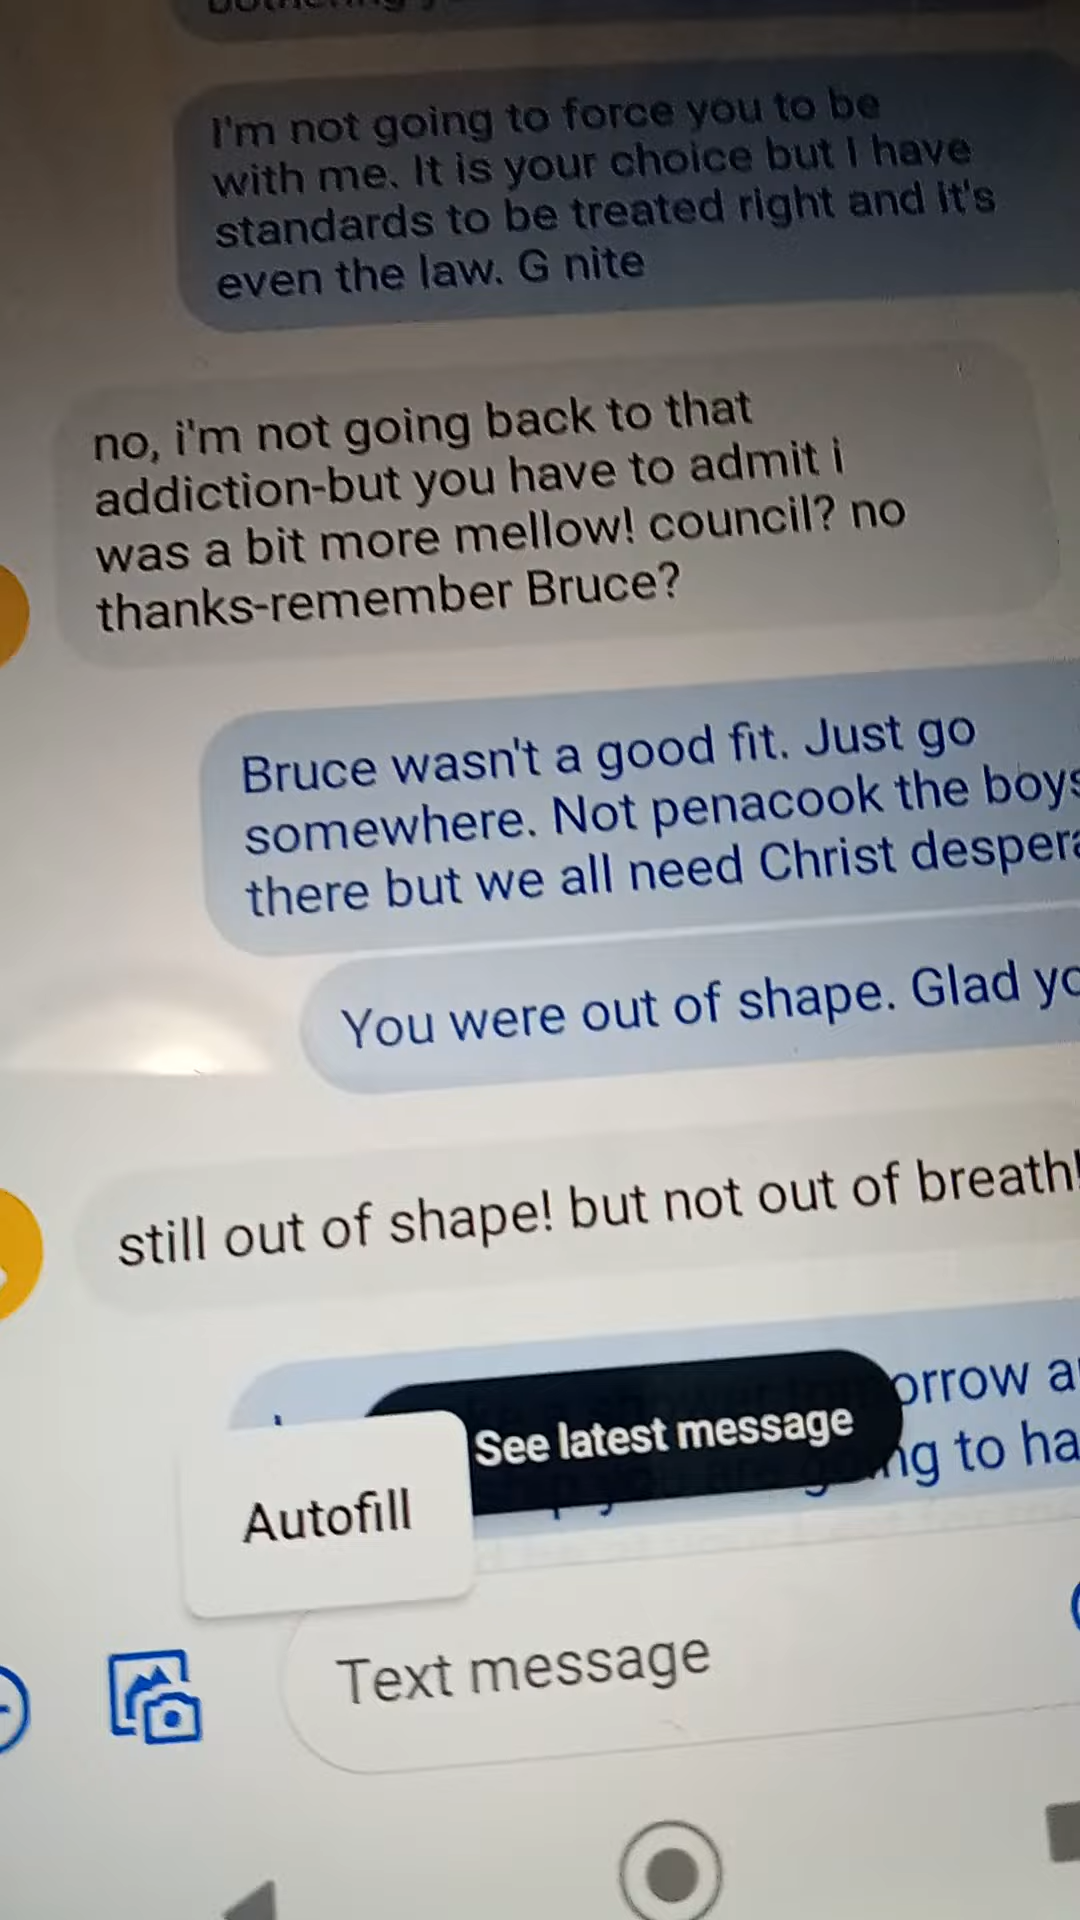 I'm not going to force you to be
with me. It is your choice but I have
standards to be treated right and it's
even the law. G nite
no, i'm not going back to that
addiction-but you have to admit i
was a bit more mellow! council? no
thanks-remember Bruce?
Bruce wasn't a good fit. Just go
somewhere. Not penacook the boys
there but we all need Christ
You were out of shape. Glad
still out of shape! but not out of breath!
See latest message
to
Autofill
Text message